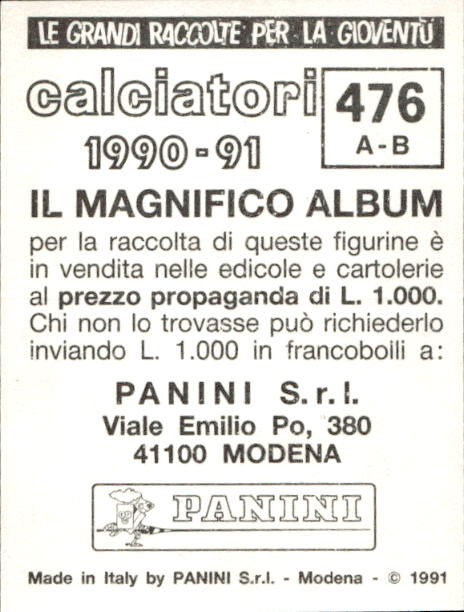 LE GRANDI RACCOLTE PER LA GIOVENTÙ
calciatori
1990-91
476
A-B
IL MAGNIFICO ALBUM
per la raccolta di queste figurine è
in vendita nelle edicole e cartolerie
al prezzo propaganda di L. 1.000.
Chi non lo trovasse può richiederlo
inviando L. 1.000 in francobolli a:
PANINI S.r.l.
Viale Emilio Po, 380
41100 MODENA
PANINI
Made in Italy by PANINI S.r.l. - Modena - © 1991